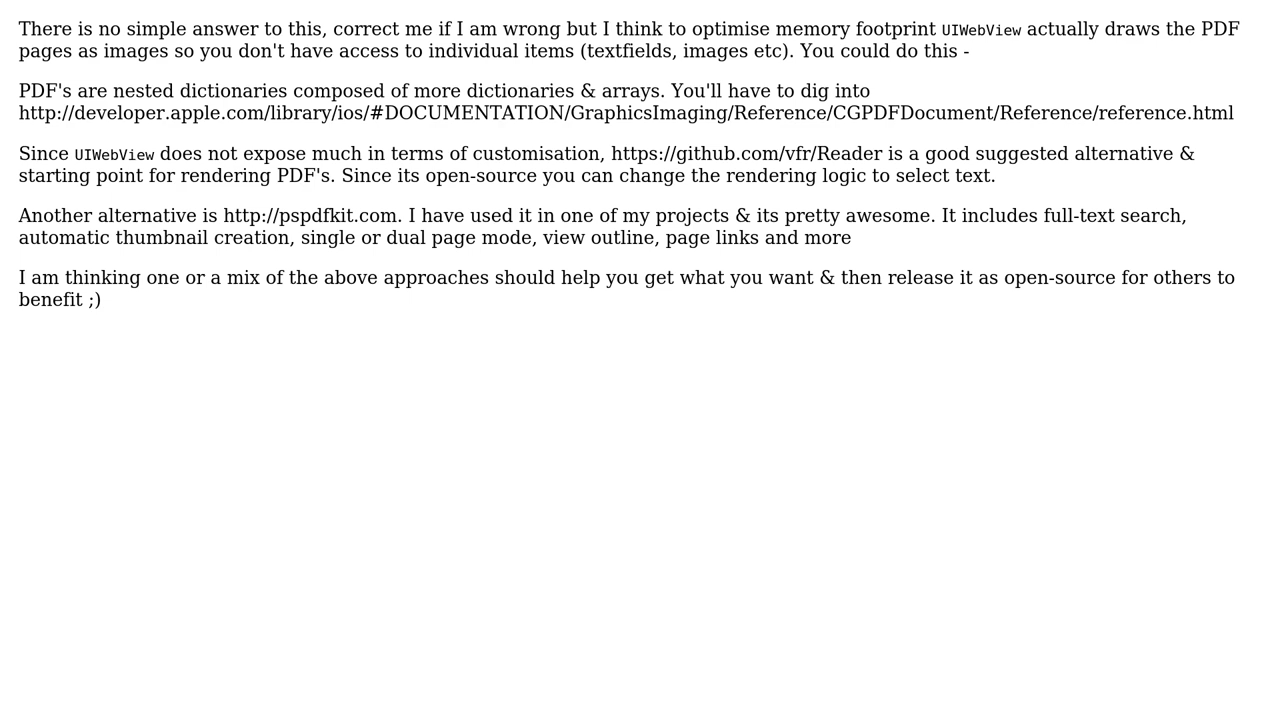 There is no simple answer to this, correct me if I am wrong but I think to optimise memory footprint UIWebView actually draws the PDF
pages as images so you don't have access to individual items (textfields, images etc). You could do this -
PDF's are nested dictionaries composed of more dictionaries & arrays. You'll have to dig into
http://developer.apple.com/library/ios/#DOCUMENTATION/GraphicsImaging/Reference/CGPDFDocument/Reference/reference.html
Since UIWebView does not expose much in terms of customisation, https://github.com/vfr/Reader is a good suggested alternative &
starting point for rendering PDF's. Since its open-source you can change the rendering logic to select text.
Another alternative is http://pspdfkit.com. I have used it in one of my projects & its pretty awesome. It includes full-text search,
automatic thumbnail creation, single or dual page mode, view outline, page links and more
I am thinking one or a mix of the above approaches should help you get what you want & then release it as open-source for others to
benefit ;)